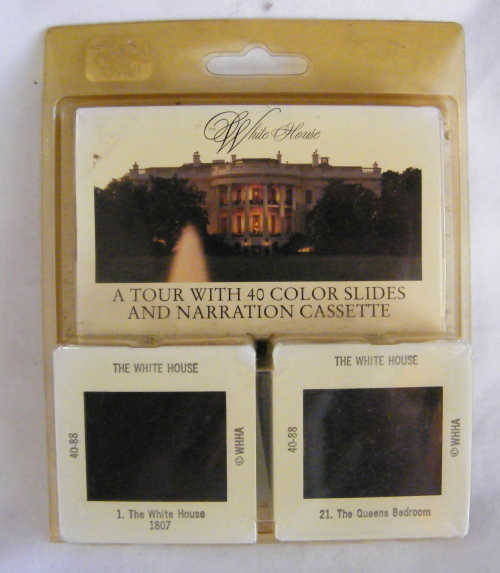 The White House
A TOUR WITH 40 COLOR SLIDES
AND NARRATION CASSETTE
THE WHITE HOUSE
40-88
© WHHA
1. The White House
1807
THE WHITE HOUSE
40-88
© WHHA
21. The Queens Bedroom